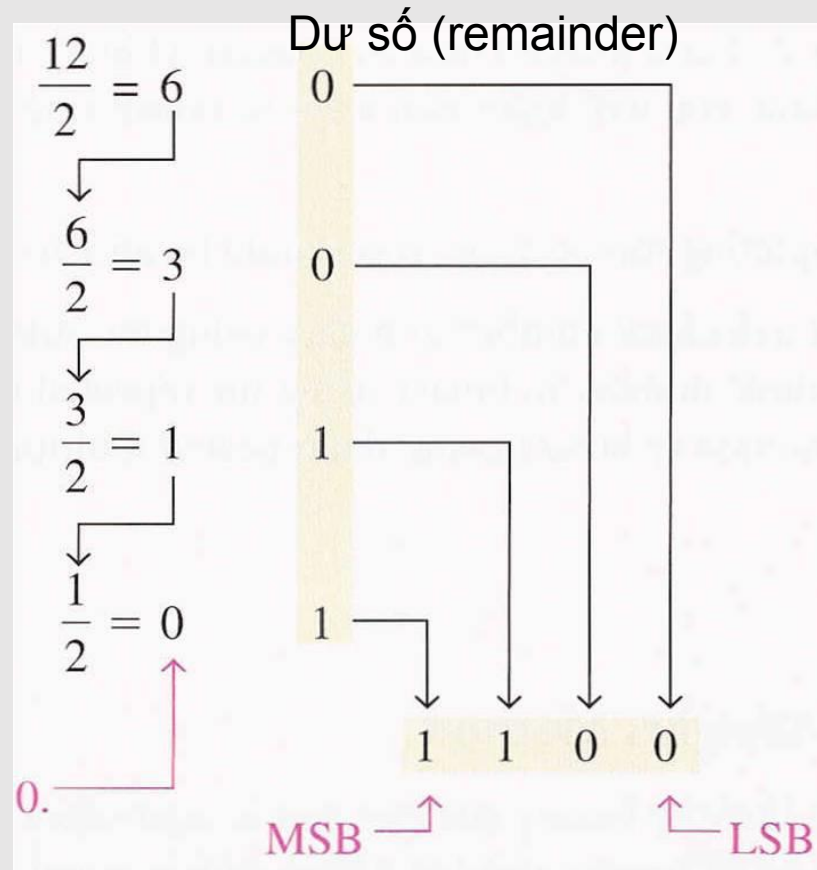 Dư số (remainder)
12/2 = 6 0
6/2 = 3 0
3/2 = 1 1
1/2 = 0 1
1 1 0 0
0.
MSB LSB